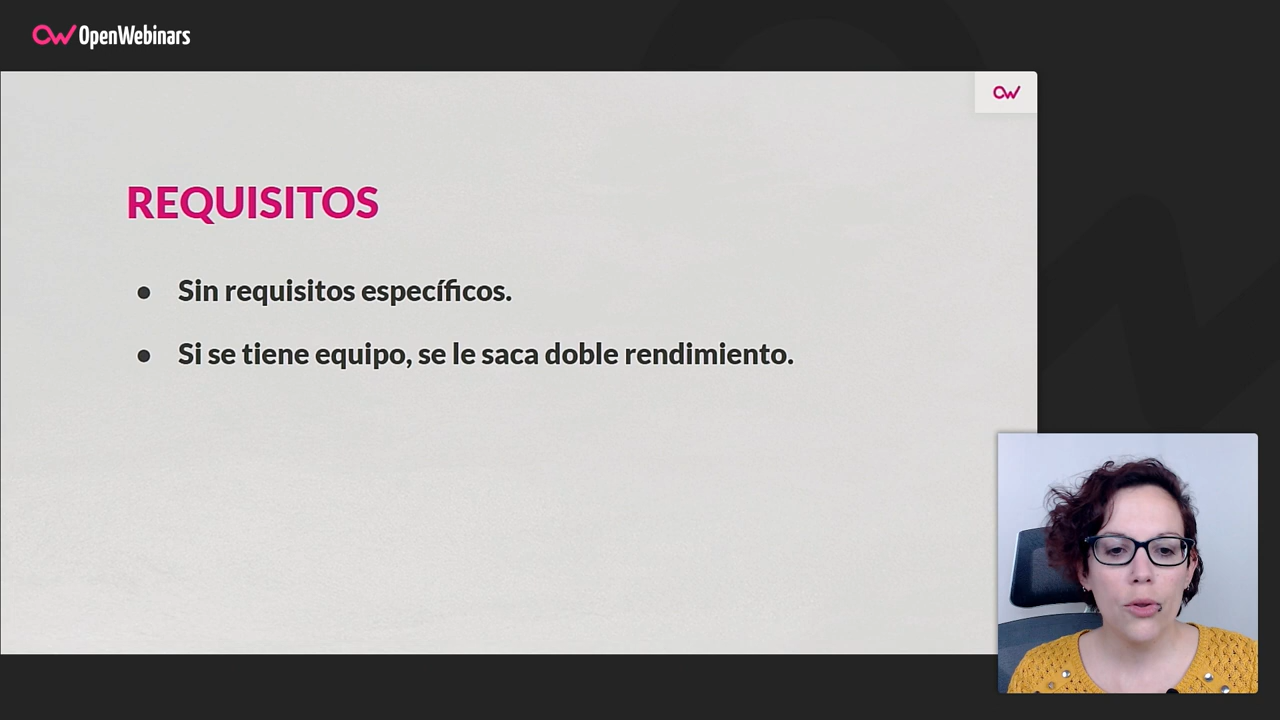 OpenWebinars
REQUISITOS
● Sin requisitos específicos.
● Si se tiene equipo, se le saca doble rendimiento.